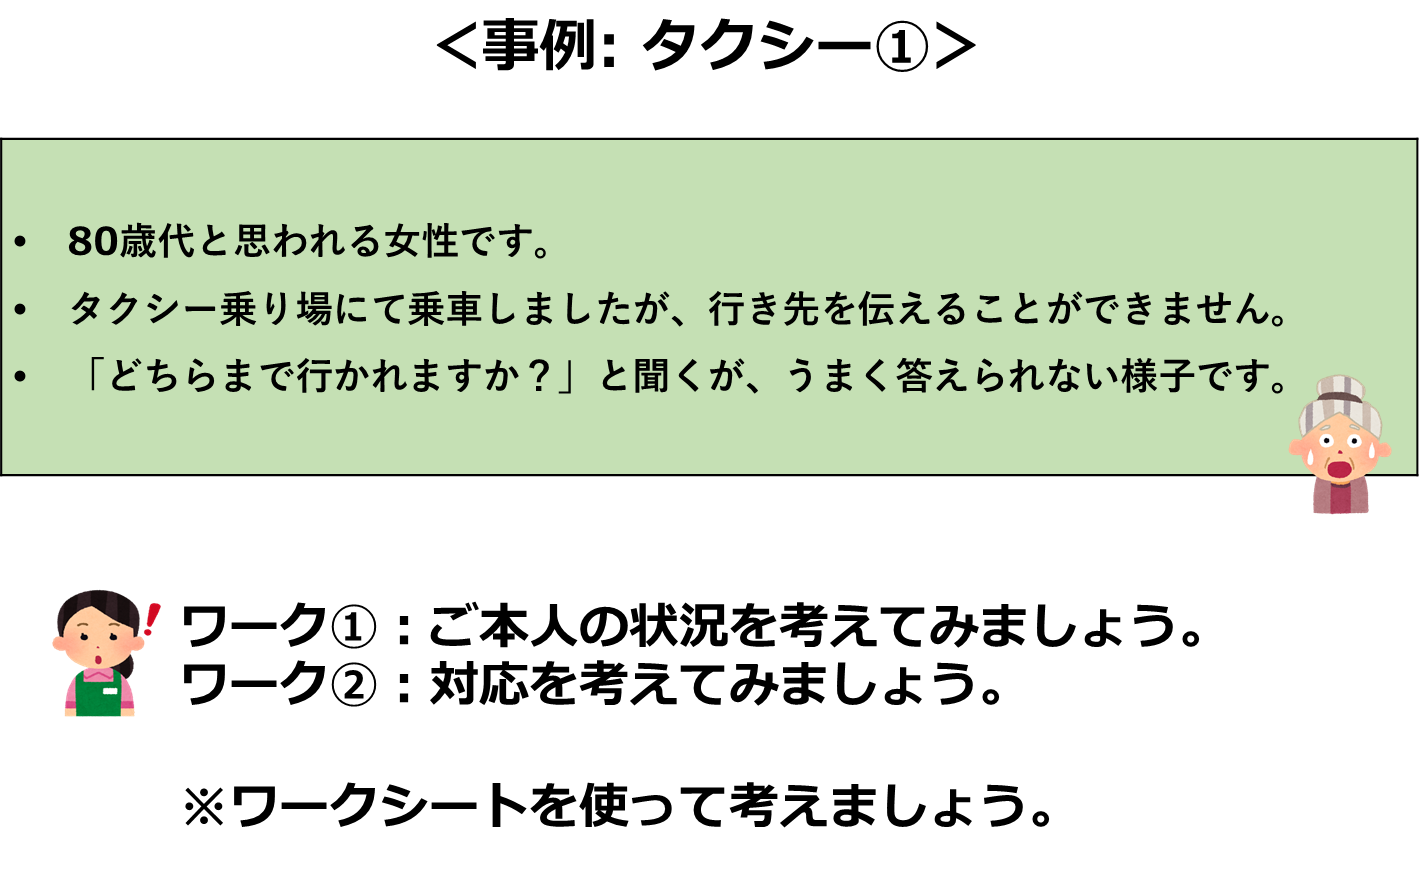 ＜事例: タクシー①＞
• 80歳代と思われる女性です。
• タクシー乗り場にて乗車しましたが、行き先を伝えることができません。
• 「どちらまで行かれますか？」と聞くが、うまく答えられない様子です。
ワーク①：ご本人の状況を考えてみましょう。
ワーク②：対応を考えてみましょう。
※ワークシートを使って考えましょう。